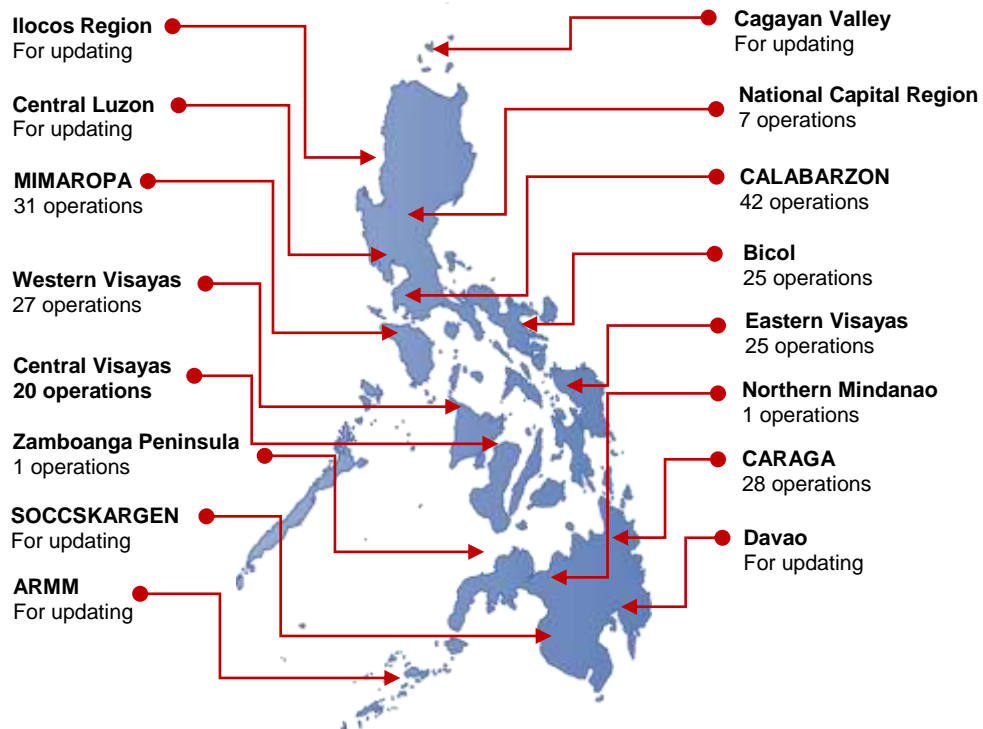 Ilocos Region
For updating
Central Luzon
For updating
MIMAROPA
31 operations
Western Visayas
27 operations
Central Visayas
20 operations
Zamboanga Peninsula
1 operations
SOCCSKARGEN
For updating
ARMM
For updating
Cagayan Valley
For updating
National Capital Region
7 operations
CALABARZON
42 operations
Bicol
25 operations
Eastern Visayas
25 operations
Northern Mindanao
1 operations
CARAGA
28 operations
Davao
For updating